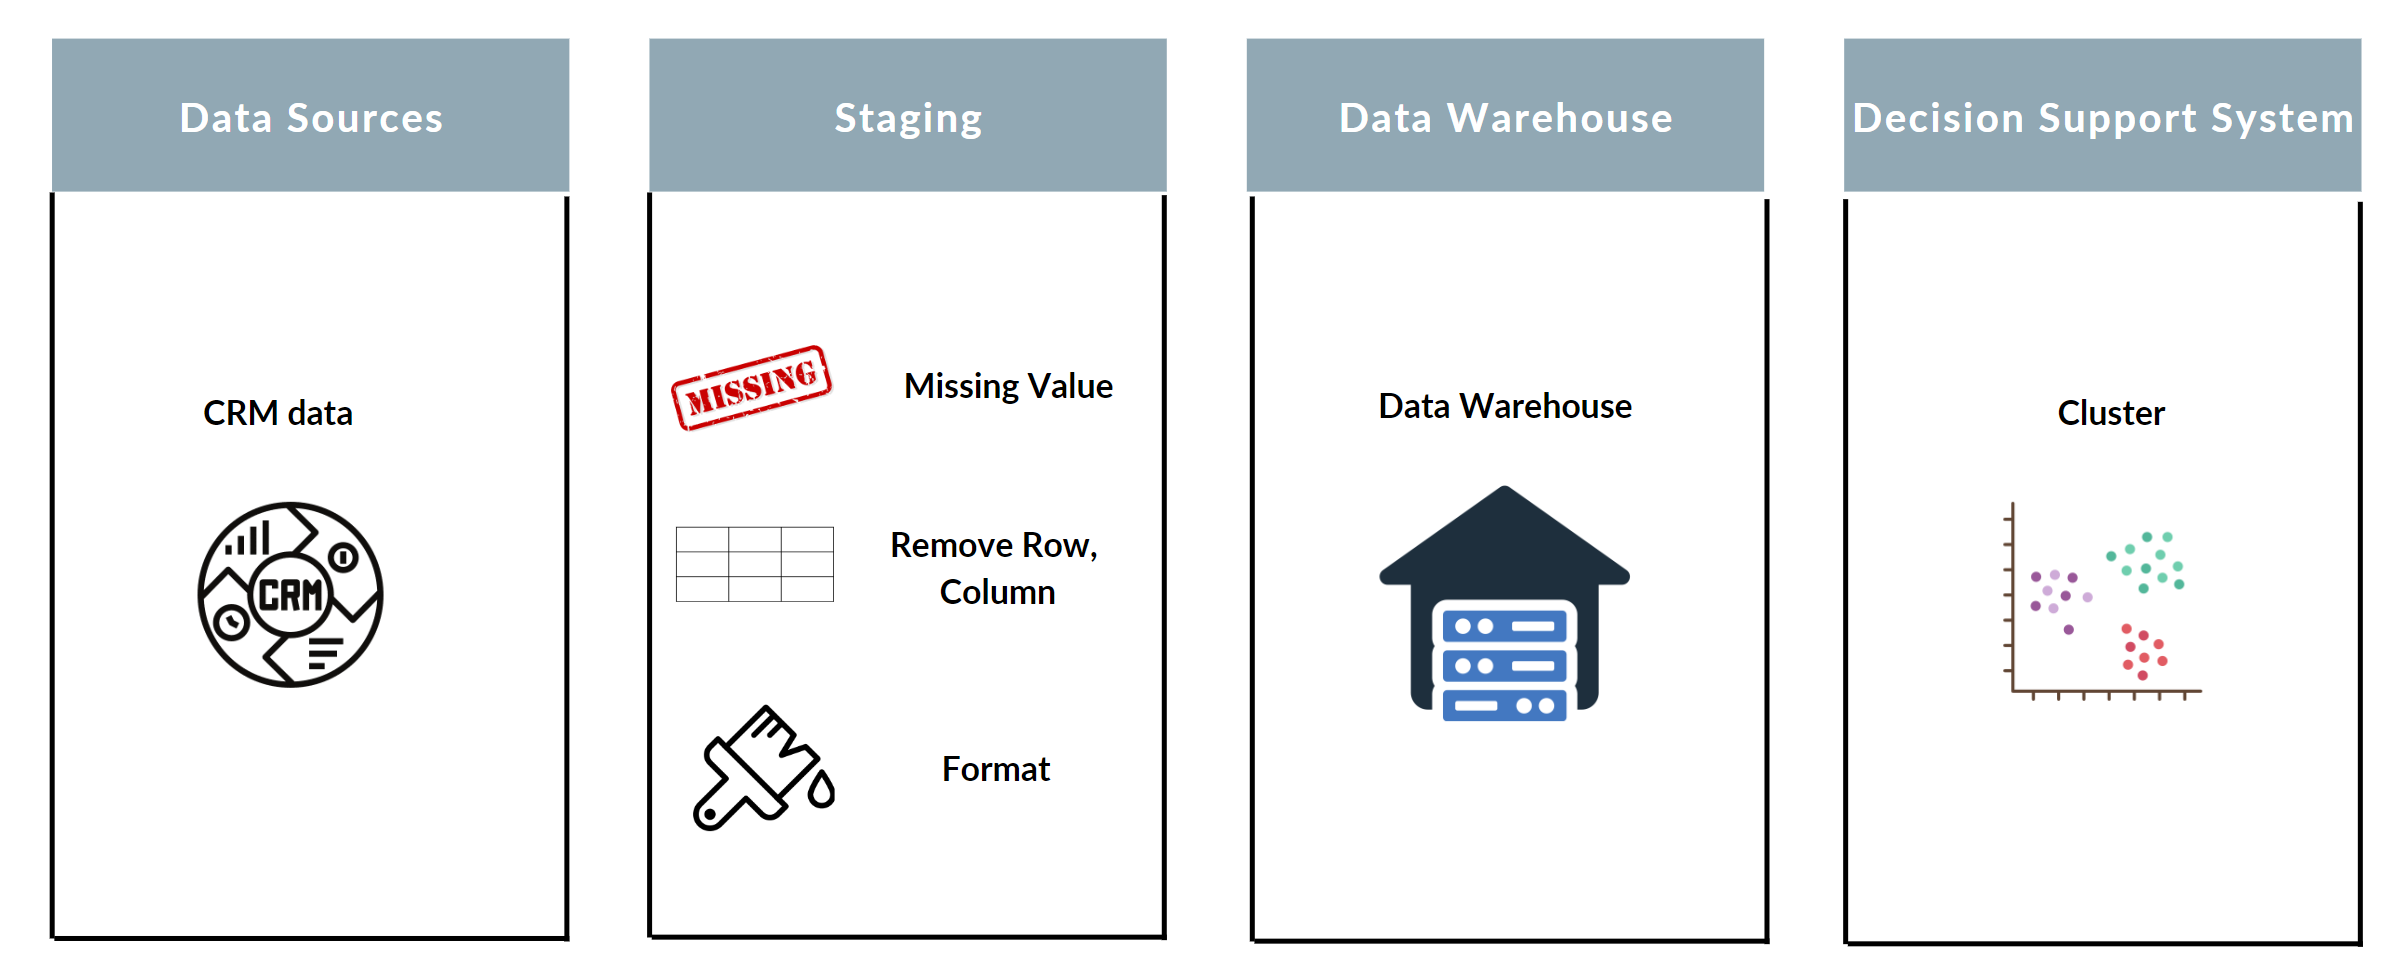 Data Sources
Staging
Data Warehouse
Decision Support System
CRM data
CRM
MISSING
Missing Value
Remove Row,
Column
Format
Data Warehouse
Cluster